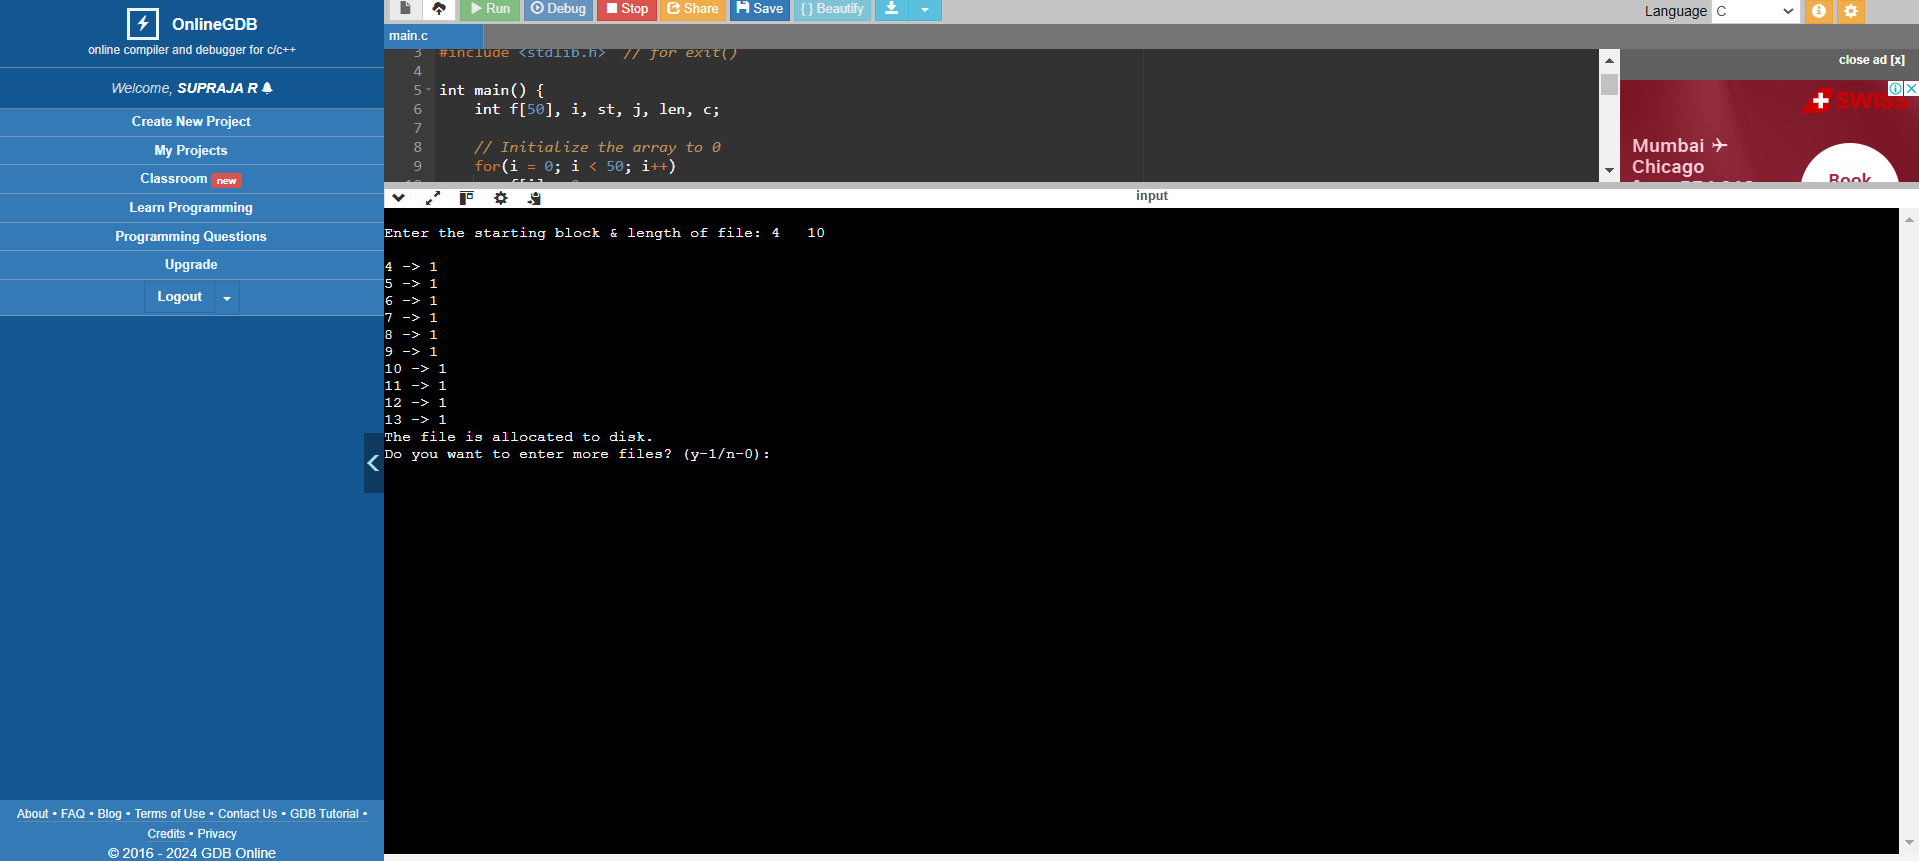 OnlineGDB
online compiler and debugger for c/c++
Welcome, SUPRAJA R
Create New Project
My Projects
Classroom new
Learn Programming
Programming Questions
Upgrade
Logout
About • FAQ • Blog • Terms of Use • Contact Us • GDB Tutorial •
Credits • Privacy
© 2016 - 2024 GDB Online
Run Debug Stop Share Save {} Beautify
Language C
main.c
3 #include <stdlib.h> // for exit()
4
5 int main() {
6 int f[50], i, st, j, len, c;
7
8 // Initialize the array to 0
9 for(i = 0; i < 50; i++)
close ad [x]
SWISS
Mumbai
Chicago
Book
input
Enter the starting block & length of file: 4 10
4 -> 1
5 -> 1
6 -> 1
7 -> 1
8 -> 1
9 -> 1
10 -> 1
11 -> 1
12 -> 1
13 -> 1
The file is allocated to disk.
Do you want to enter more files? (y-1/n-0):